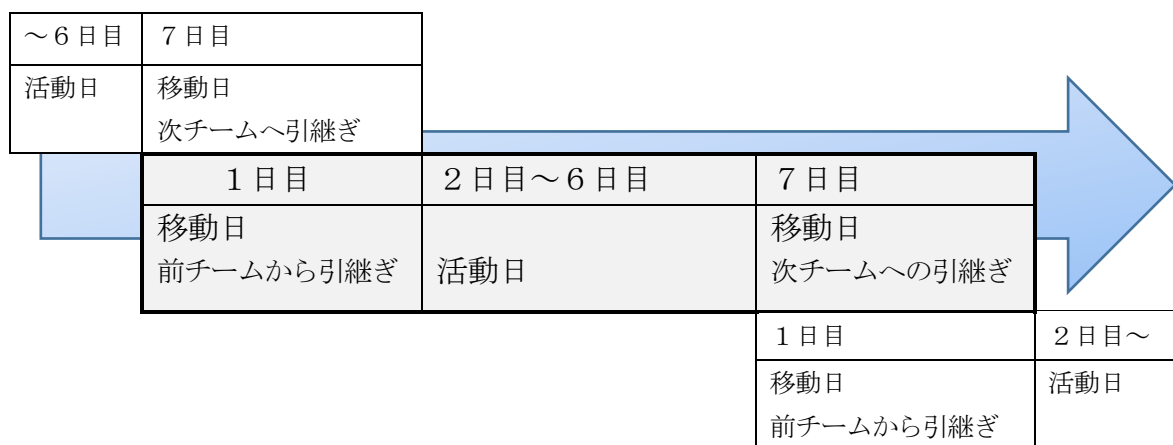 ～６日目 ７日目
活動日 移動日
次チームへ引継ぎ
１日目 ２日目～６日目 ７日目
移動日 移動日
前チームから引継ぎ 活動日 次チームへの引継ぎ
１日目 ２日目～
移動日 活動日
前チームから引継ぎ